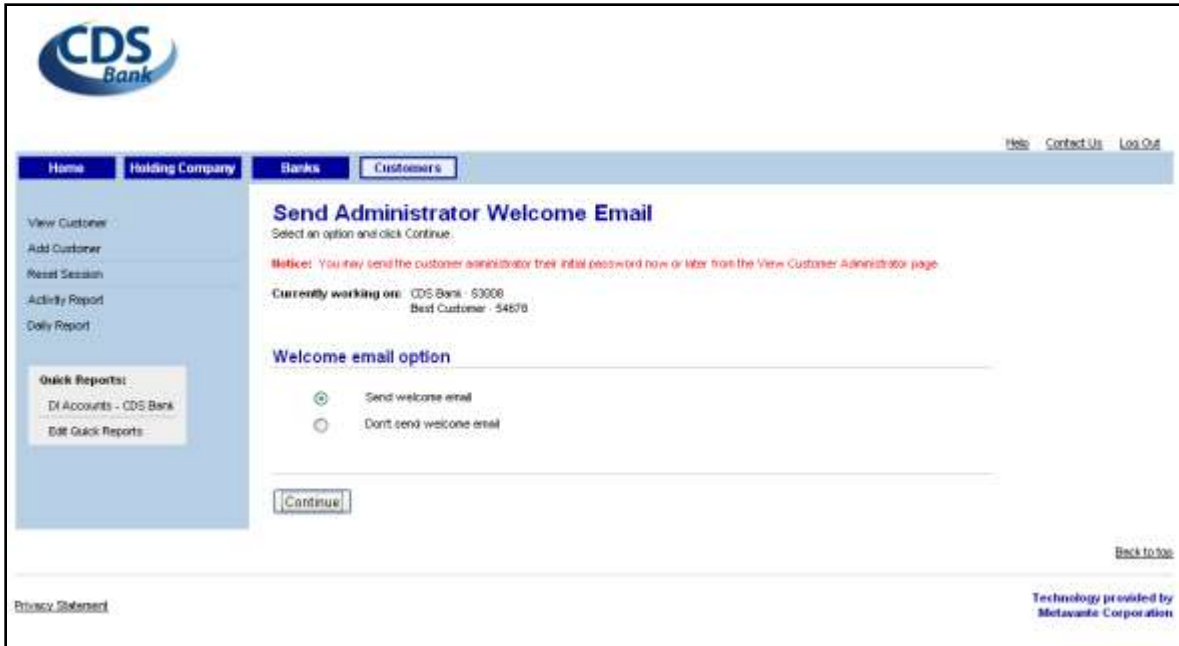 CDS
Bank
Help Contact Us Log Out
Home Holding Company Banks Customers
View Customer
Add Customer
Reset Session
Activity Report
Daily Report
Quick Reports:
DI Accounts - CDS Bank
Edit Quick Reports
Send Administrator Welcome Email
Select an option and click Continue.
Notice: You may send the customer administrator their initial password now or later from the View Customer Administrator page.
Currently working on: CDS Bank - 53008
Best Customer - 54678
Welcome email option
Send welcome email
Don't send welcome email
Continue
Back to top
Privacy Statement
Technology provided by
Metavante Corporation